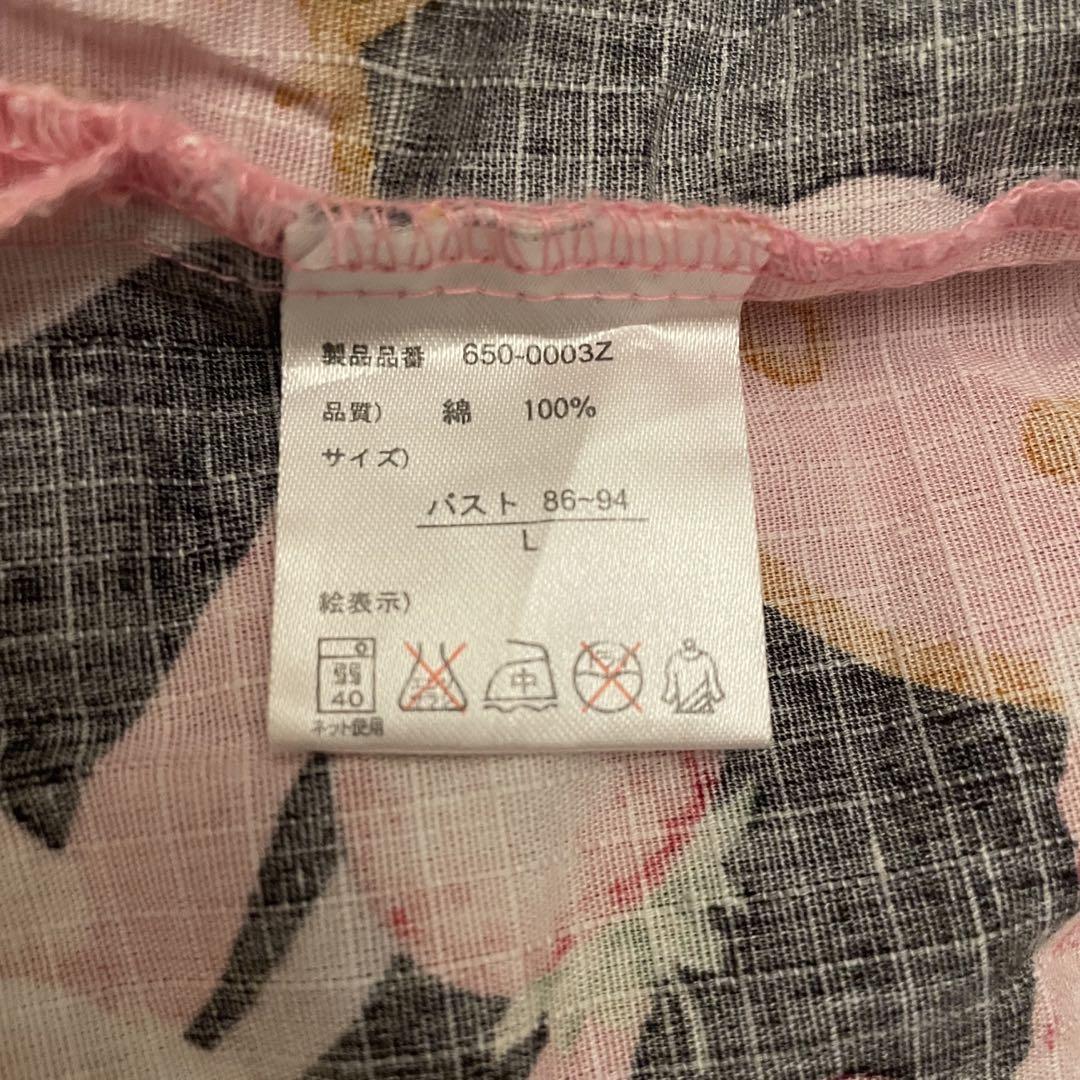 製品品番 650-0003Z
品質) 綿 100%
サイズ)
バスト 86~94
L
絵表示)
弱
40
中
ネット使用